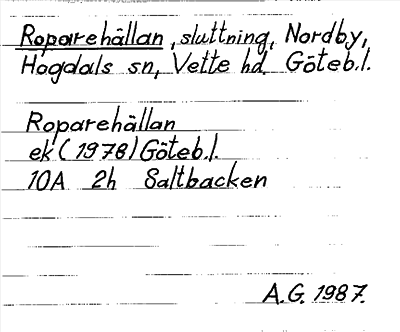 Roparehällan, sluttning, Nordby,
Hogdals sn, Vette hd. Göteb.l.
Roparehällan
ek (1978) Göteb.l.
10A 2h Saltbacken
A.G. 1987.